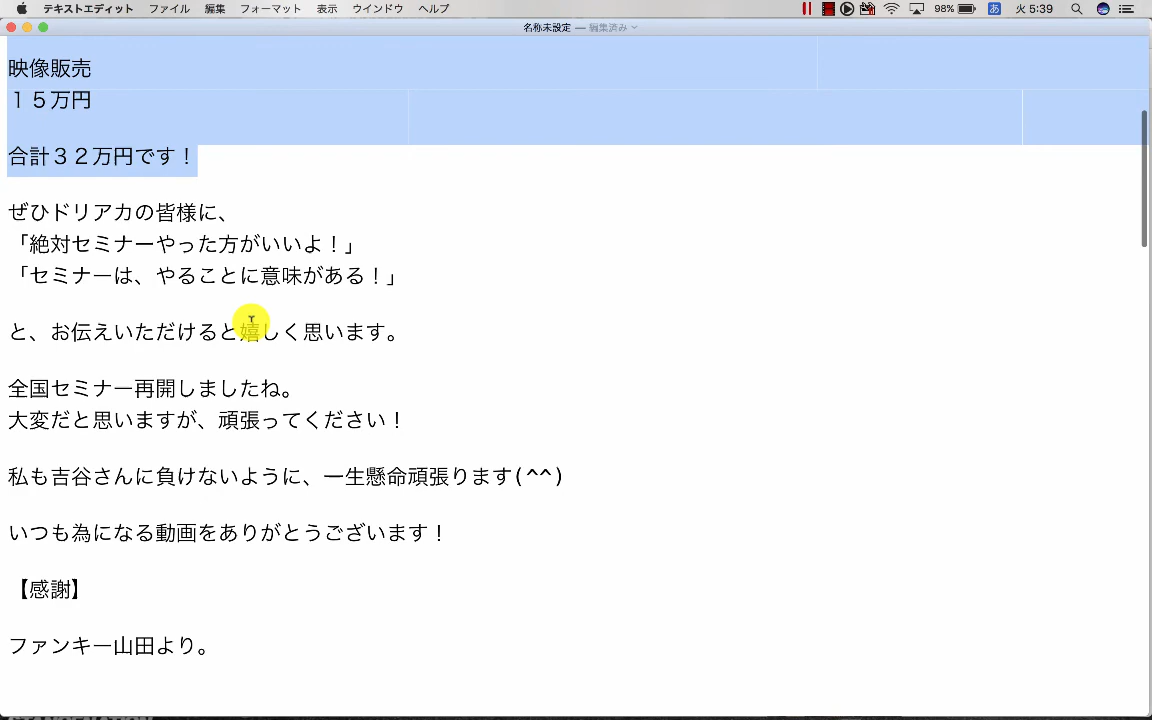 テキストエディット ファイル 編集 フォーマット 表示 ウインドウ ヘルプ 98% あ 火 5:39
名称未設定 — 編集済み
映像販売
１５万円
合計３２万円です！
ぜひドリアカの皆様に、
「絶対セミナーやった方がいいよ！」
「セミナーは、やることに意味がある！」
と、お伝えいただけると嬉しく思います。
全国セミナー再開しましたね。
大変だと思いますが、頑張ってください！
私も吉谷さんに負けないように、一生懸命頑張ります(^^)
いつも為になる動画をありがとうございます！
【感謝】
ファンキー山田より。